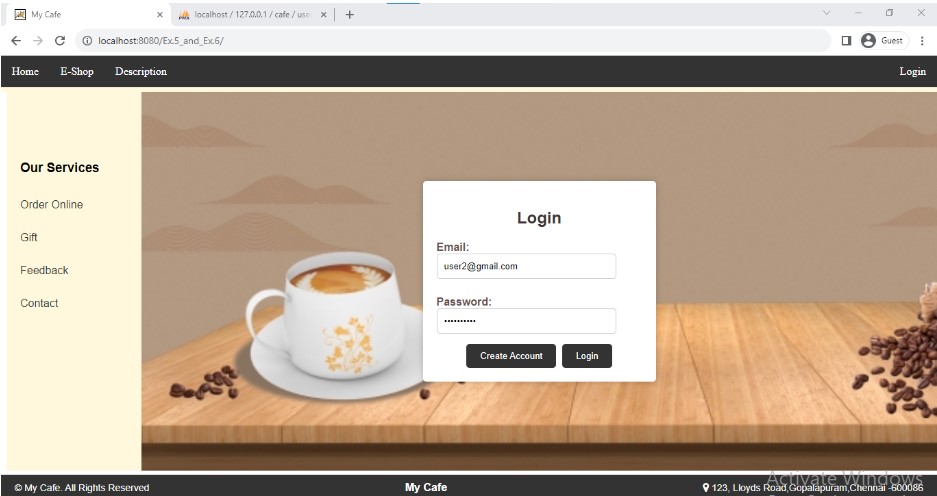 My Cafe
localhost / 127.0.0.1 / cafe / use
localhost:8080/Ex.5_and_Ex.6/
Guest
Home E-Shop Description Login
Our Services
Order Online
Gift
Feedback
Contact
Login
Email:
user2@gmail.com
Password:
••••••••••
Create Account Login
Activate Windows
© My Cafe. All Rights Reserved My Cafe 123, Lloyds Road,Gopalapuram,Chennai -600086